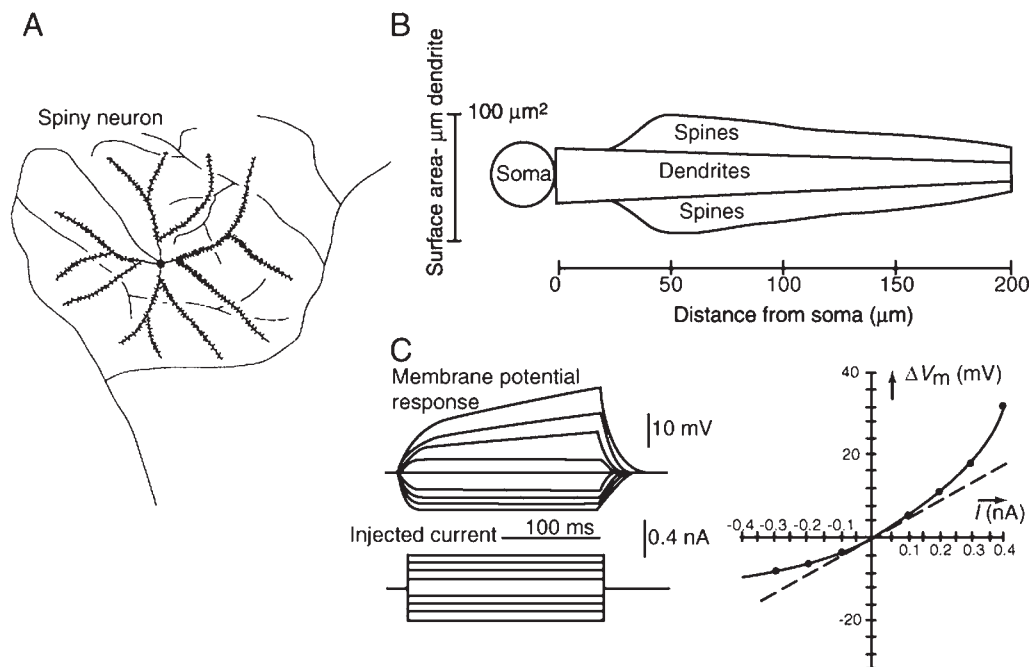 A
Spiny neuron
B
Surface area- μm dendrite
100 μm²
Soma
Spines
Dendrites
Spines
0 50 100 150 200
Distance from soma (μm)
C
Membrane potential
response
10 mV
Injected current
100 ms
0.4 nA
40
ΔVm (mV)
20
I (nA)
-0.4 -0.3 -0.2 -0.1
0.1 0.2 0.3 0.4
-20